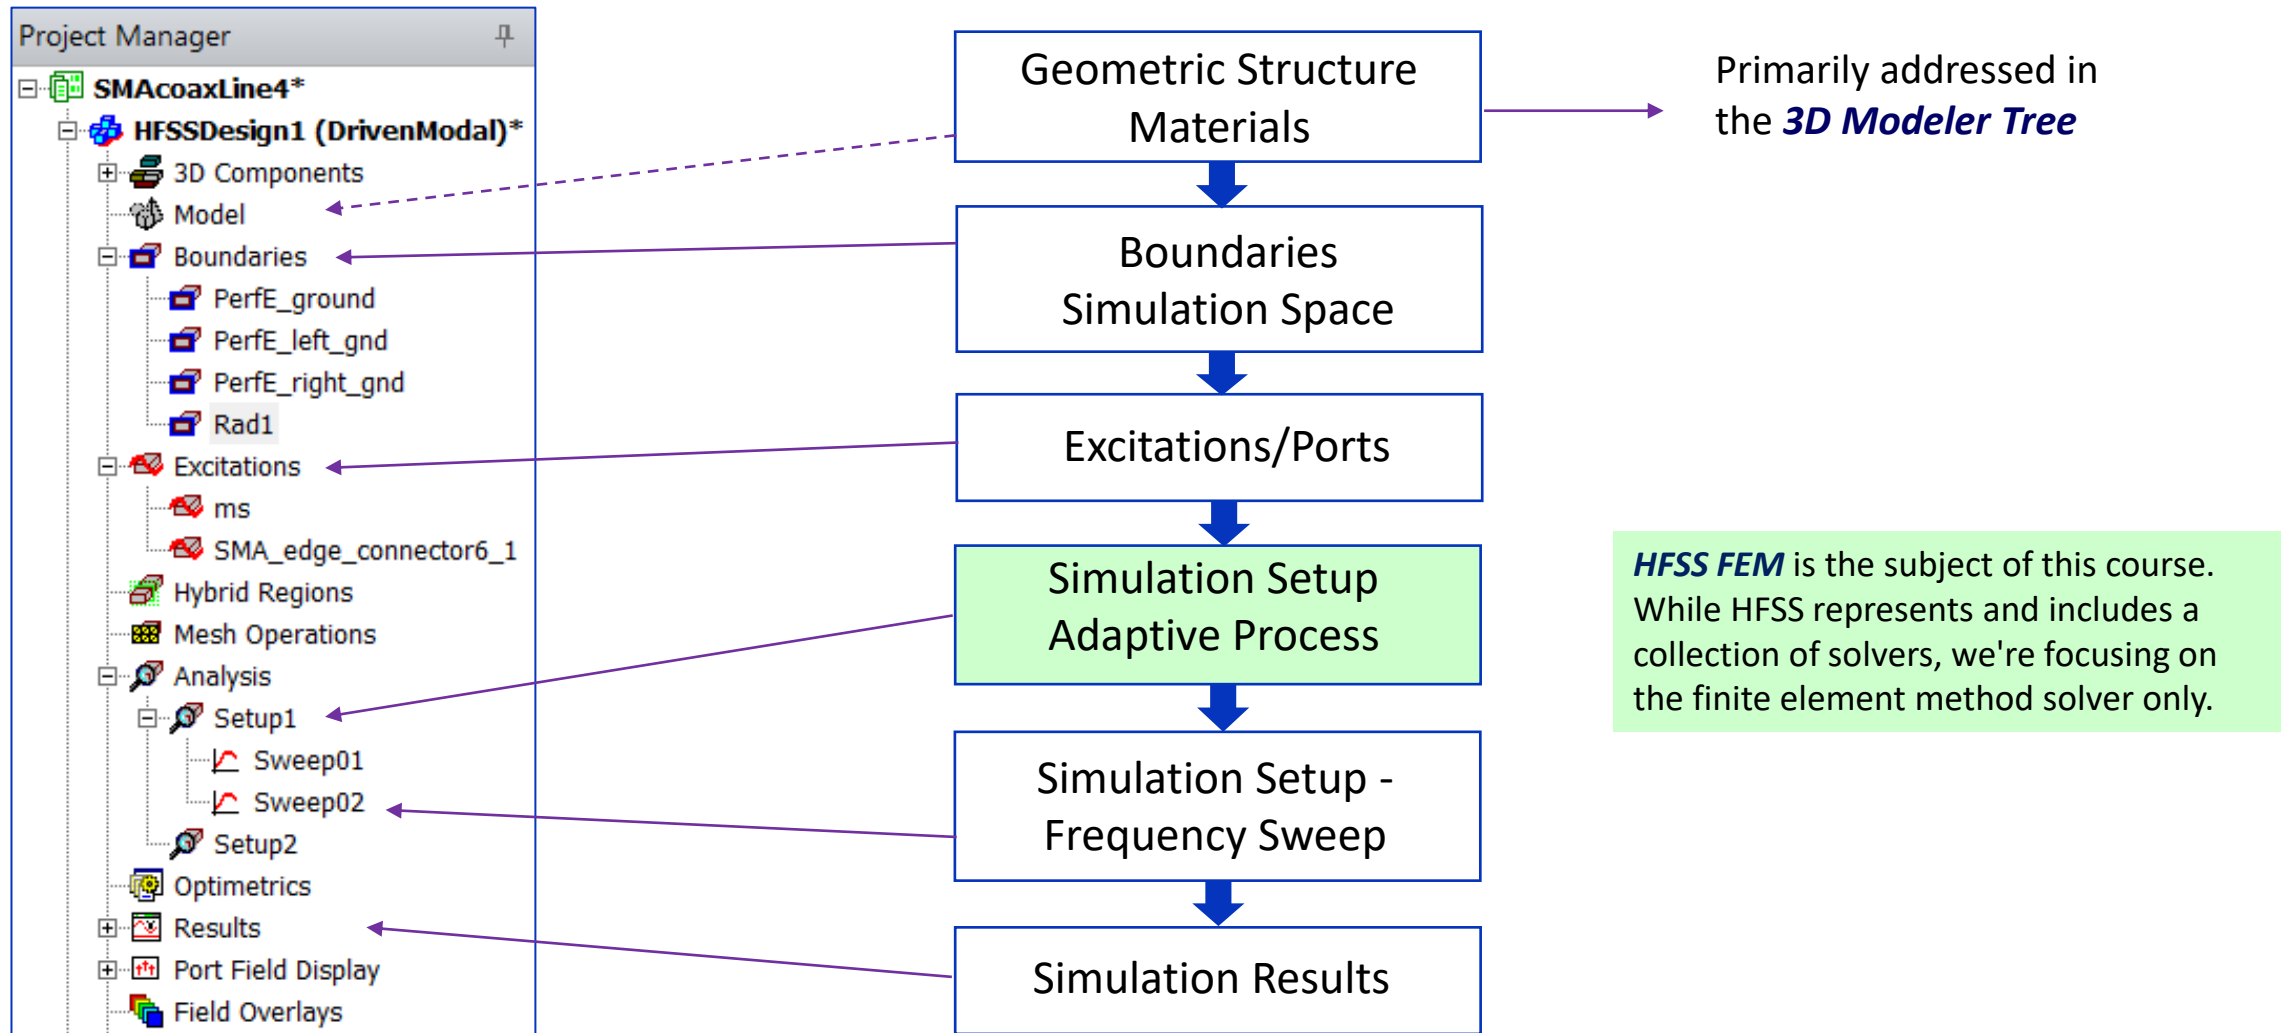 Project Manager
SMAcoaxLine4*
HFSSDesign1 (DrivenModal)*
3D Components
Model
Boundaries
PerfE_ground
PerfE_left_gnd
PerfE_right_gnd
Rad1
Excitations
ms
SMA_edge_connector6_1
Hybrid Regions
Mesh Operations
Analysis
Setup1
Sweep01
Sweep02
Setup2
Optimetrics
Results
Port Field Display
Field Overlays
Geometric Structure
Materials
Boundaries
Simulation Space
Excitations/Ports
Simulation Setup
Adaptive Process
Simulation Setup -
Frequency Sweep
Simulation Results
Primarily addressed in
the 3D Modeler Tree
HFSS FEM is the subject of this course.
While HFSS represents and includes a
collection of solvers, we're focusing on
the finite element method solver only.